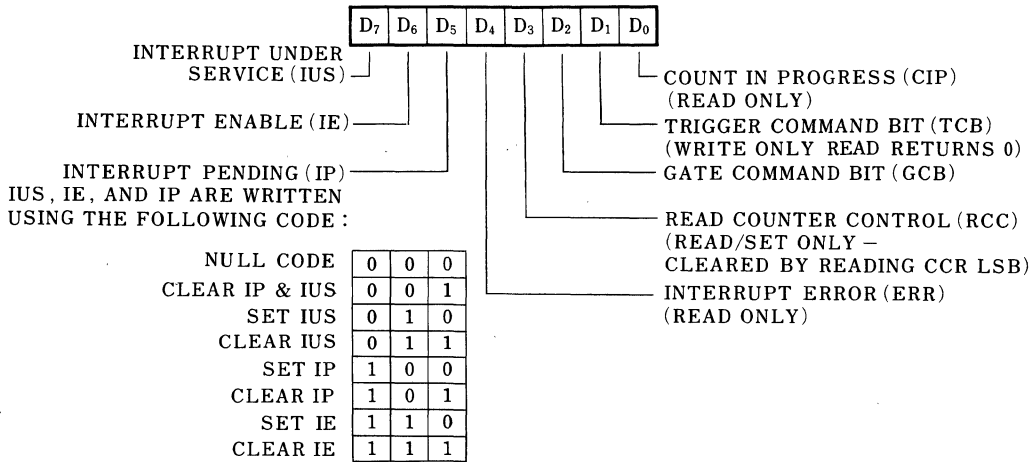 D7 D6 D5 D4 D3 D2 D1 D0
INTERRUPT UNDER
SERVICE (IUS)
INTERRUPT ENABLE (IE)
INTERRUPT PENDING (IP)
IUS, IE, AND IP ARE WRITTEN
USING THE FOLLOWING CODE :
NULL CODE 0 0 0
CLEAR IP & IUS 0 0 1
SET IUS 0 1 0
CLEAR IUS 0 1 1
SET IP 1 0 0
CLEAR IP 1 0 1
SET IE 1 1 0
CLEAR IE 1 1 1
COUNT IN PROGRESS (CIP)
(READ ONLY)
TRIGGER COMMAND BIT (TCB)
(WRITE ONLY READ RETURNS 0)
GATE COMMAND BIT (GCB)
READ COUNTER CONTROL (RCC)
(READ/SET ONLY –
CLEARED BY READING CCR LSB)
INTERRUPT ERROR (ERR)
(READ ONLY)